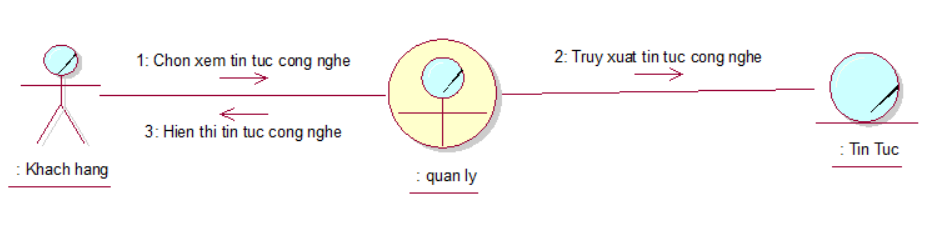 1: Chon xem tin tuc cong nghe
2: Truy xuat tin tuc cong nghe
3: Hien thi tin tuc cong nghe
: Khach hang
: quan ly
: Tin Tuc